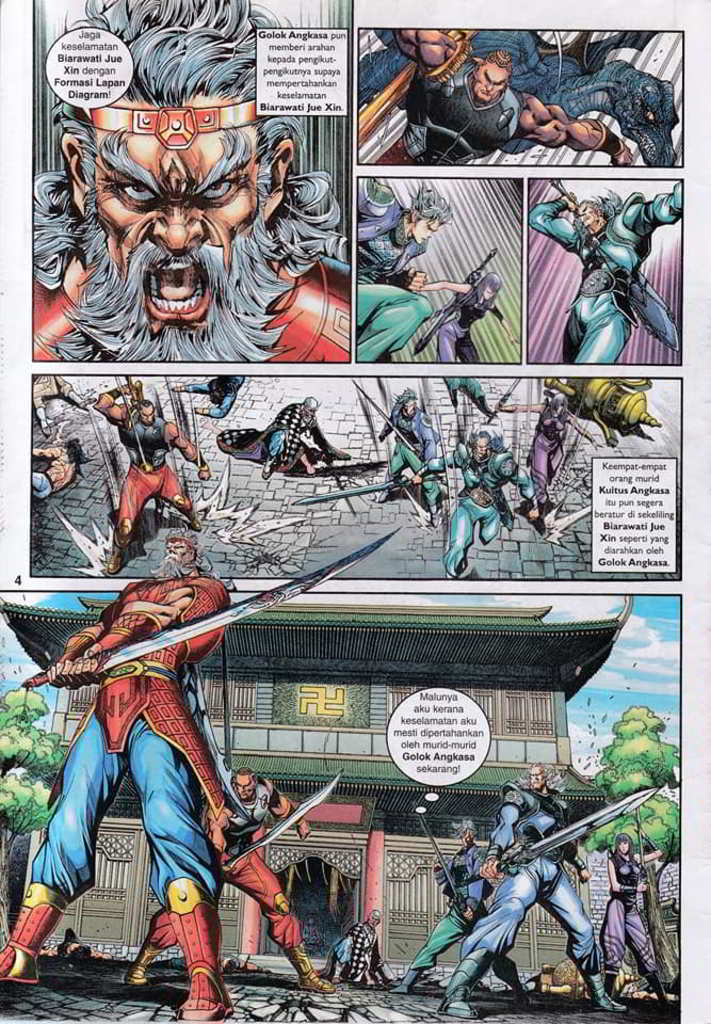 Jaga
keselamatan
Biarawati Jue
Xin dengan
Formasi Lapan
Diagram!
Golok Angkasa pun
memberi arahan
kepada pengikut-
pengikutnya supaya
mempertahankan
keselamatan
Biarawati Jue Xin.
Keempat-empat
orang murid
Kultus Angkasa
itu pun segera
beratur di sekeliling
Biarawati Jue
Xin seperti yang
diarahkan oleh
Golok Angkasa.
4
卍
Malunya
aku kerana
keselamatan aku
mesti dipertahankan
oleh murid-murid
Golok Angkasa
sekarang!